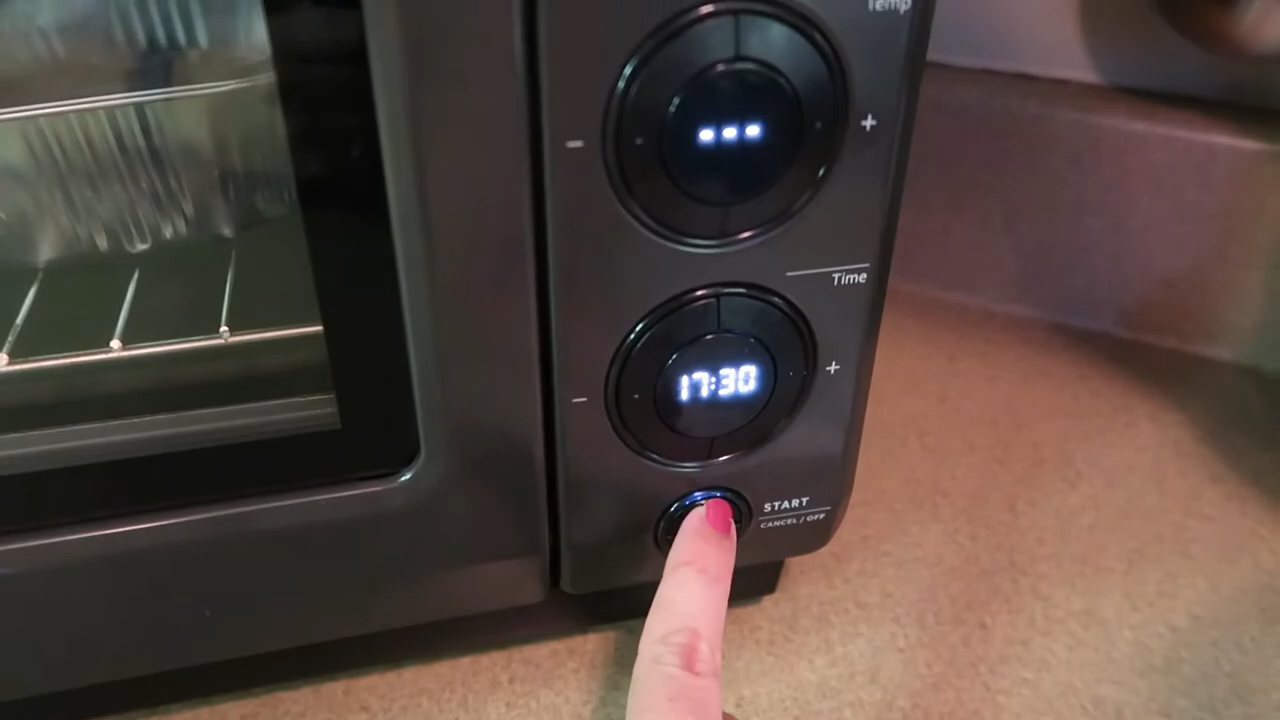 Temp
- +
Time
17:30
- +
START
CANCEL / OFF